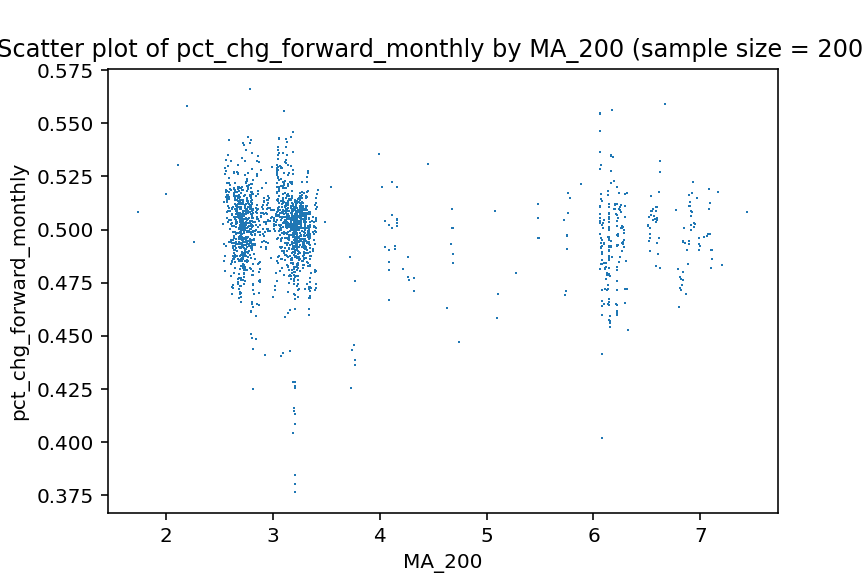 Scatter plot of pct_chg_forward_monthly by MA_200 (sample size = 200
0.575
0.550
0.525
0.500
0.475
0.450
0.425
0.400
0.375
pct_chg_forward_monthly
2 3 4 5 6 7
MA_200